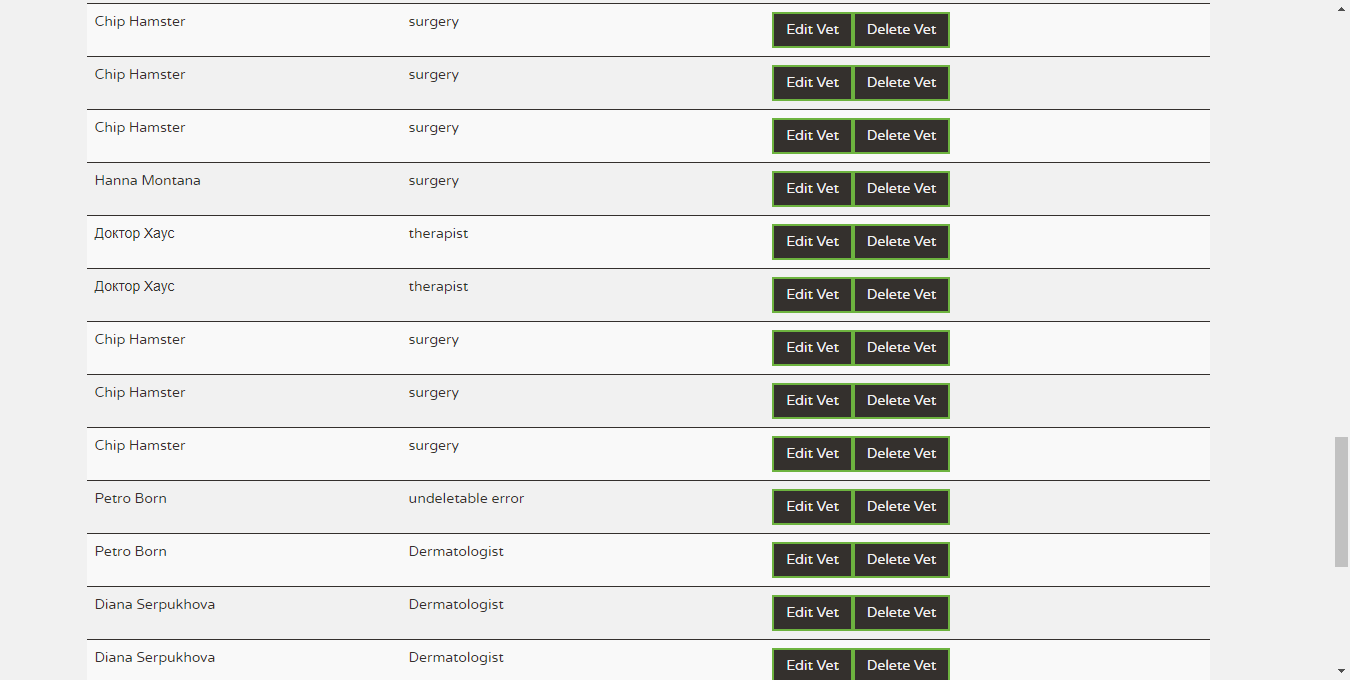 Chip Hamster surgery Edit Vet Delete Vet
Chip Hamster surgery Edit Vet Delete Vet
Chip Hamster surgery Edit Vet Delete Vet
Hanna Montana surgery Edit Vet Delete Vet
Доктор Хаус therapist Edit Vet Delete Vet
Доктор Хаус therapist Edit Vet Delete Vet
Chip Hamster surgery Edit Vet Delete Vet
Chip Hamster surgery Edit Vet Delete Vet
Chip Hamster surgery Edit Vet Delete Vet
Petro Born undeletable error Edit Vet Delete Vet
Petro Born Dermatologist Edit Vet Delete Vet
Diana Serpukhova Dermatologist Edit Vet Delete Vet
Diana Serpukhova Dermatologist Edit Vet Delete Vet